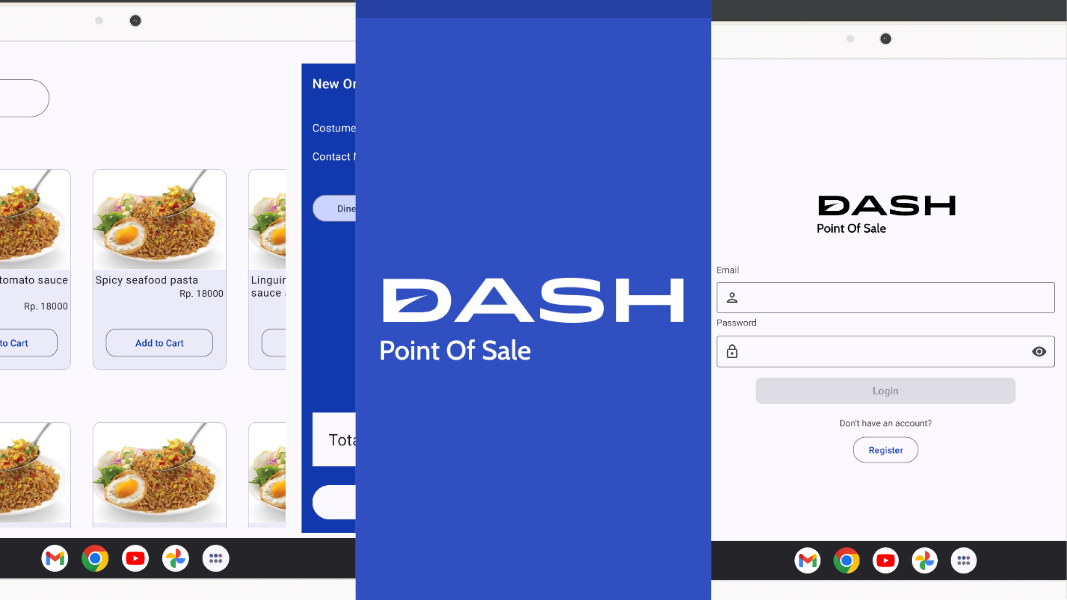 New Or
Costume
Contact
Dine
tomato sauce
Rp. 18000
to Cart
Spicy seafood pasta
Rp. 18000
Add to Cart
Linguin
sauce
Tota
DASH
Point Of Sale
DASH
Point Of Sale
Email
Password
Login
Don't have an account?
Register